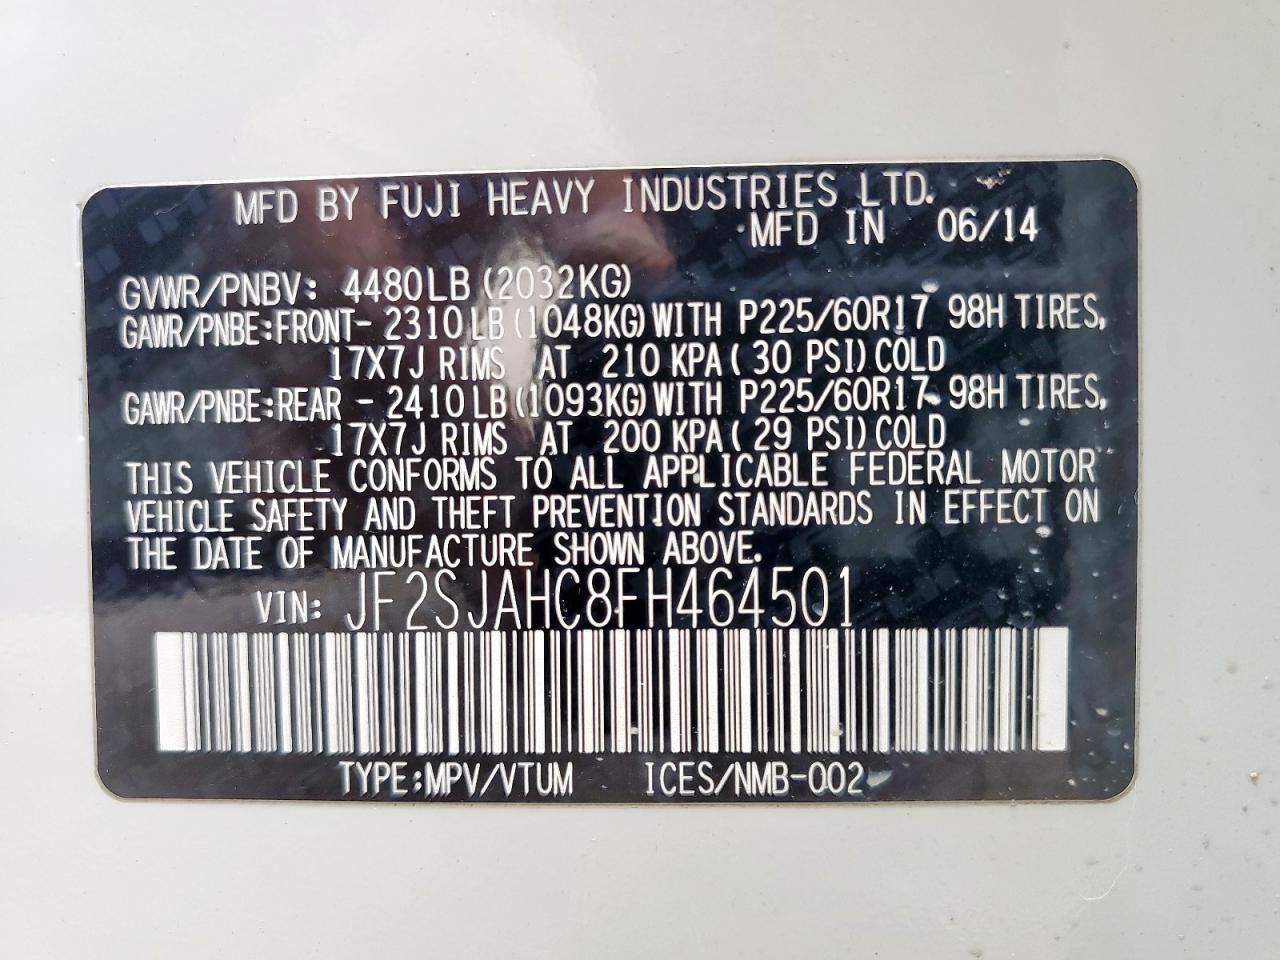 MFD BY FUJI HEAVY INDUSTRIES LTD.
MFD IN 06/14
GVWR/PNBV: 4480LB (2032KG)
GAWR/PNBE:FRONT- 2310LB (1048KG) WITH P225/60R17 98H TIRES,
17X7J RIMS AT 210 KPA( 30 PSI) COLD
GAWR/PNBE:REAR - 2410LB (1093KG) WITH P225/60R17 98H TIRES,
17X7J RIMS AT 200 KPA( 29 PSI) COLD
THIS VEHICLE CONFORMS TO ALL APPLICABLE FEDERAL MOTOR
VEHICLE SAFETY AND THEFT PREVENTION STANDARDS IN EFFECT ON
THE DATE OF MANUFACTURE SHOWN ABOVE.
VIN: JF2SJAHC8FH464501
TYPE:MPV/VTUM ICES/NMB-002